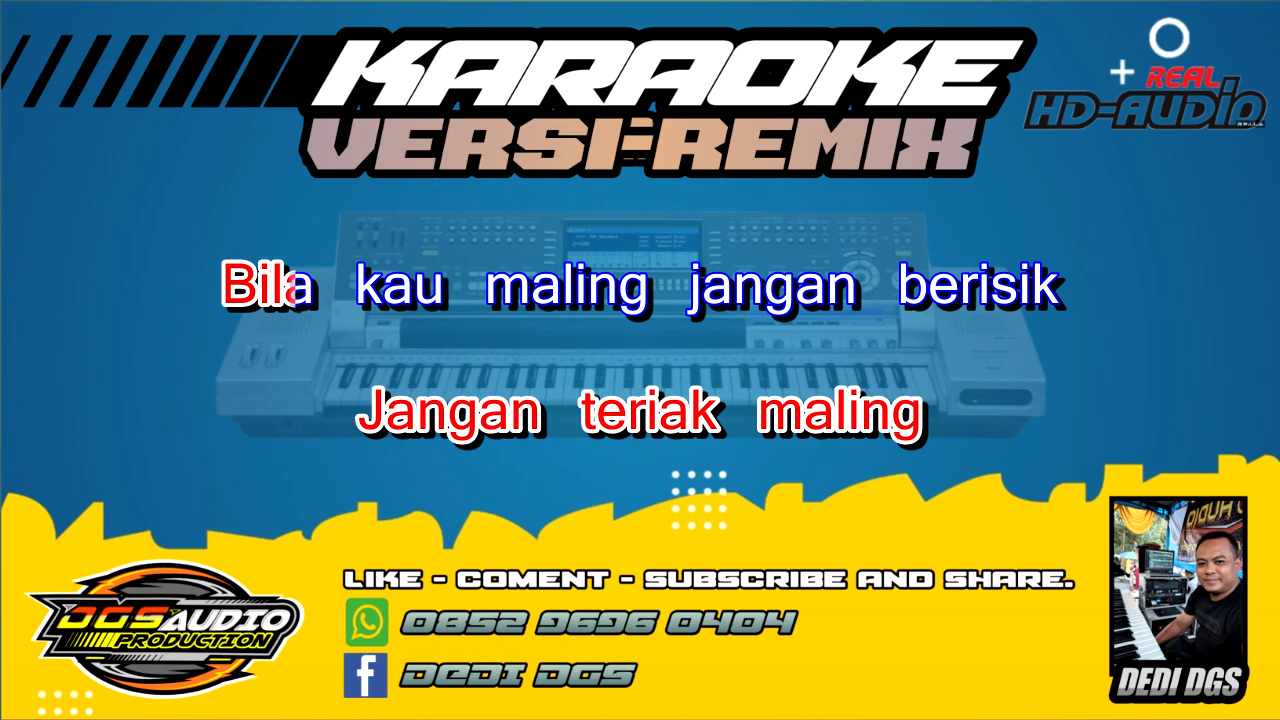 KARAOKE
VERSI-REMIX
+ REAL
HD-AUDIO
Bila kau maling jangan berisik
Jangan teriak maling
LIKE - COMENT - SUBSCRIBE AND SHARE.
0852 9696 0404
DEDI DGS
DGS AUDIO
PRODUCTION
DEDI DGS